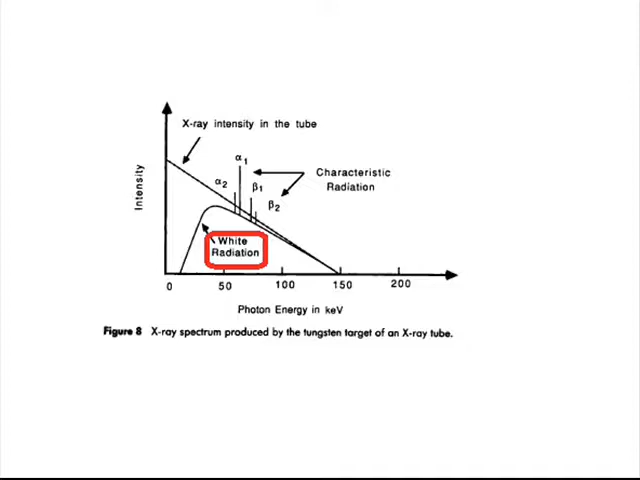 X-ray intensity in the tube
α1
Characteristic
Radiation
α2
β1
β2
Intensity
White
Radiation
0 50 100 150 200
Photon Energy in keV
Figure 8 X-ray spectrum produced by the tungsten target of an X-ray tube.